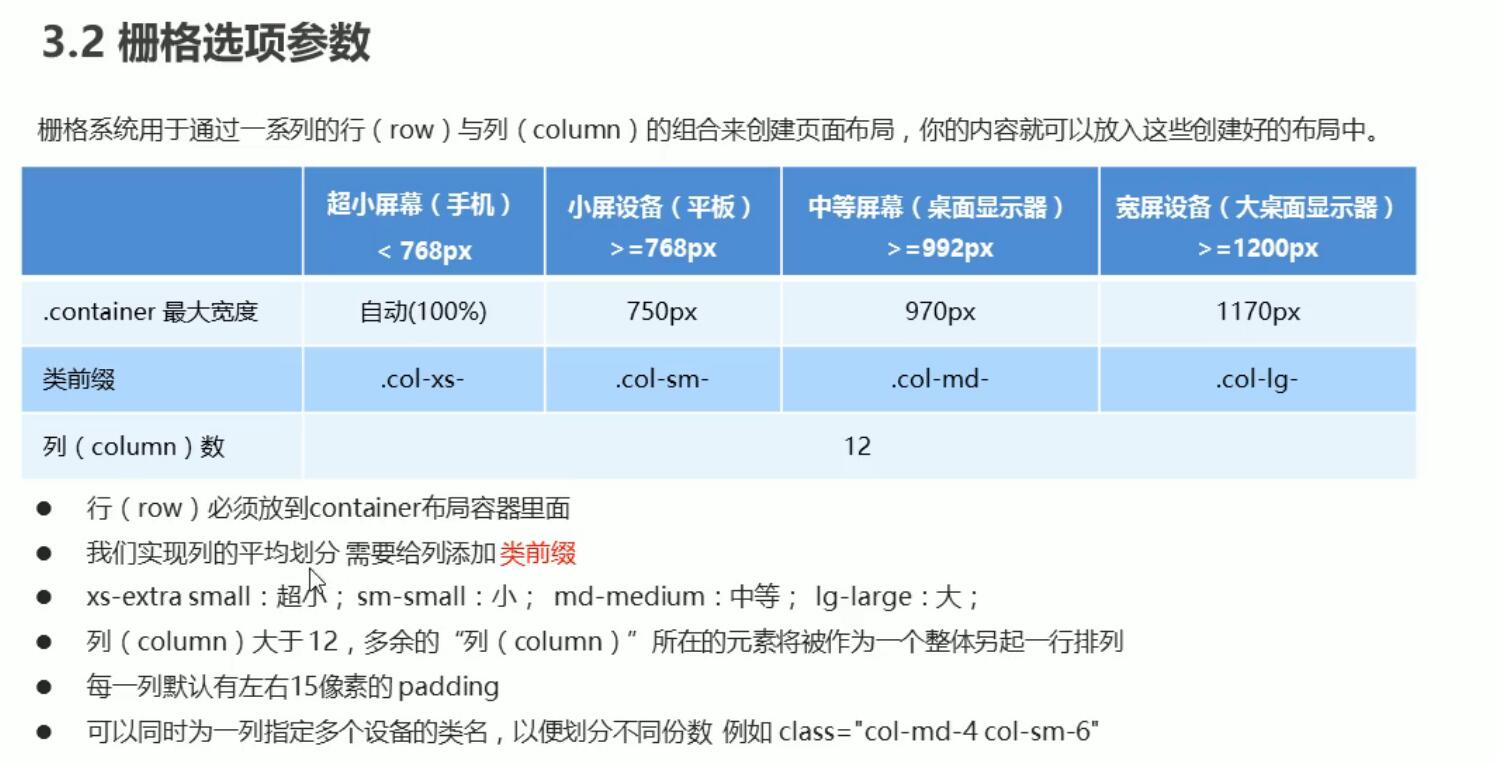 3.2 栅格选项参数
栅格系统用于通过一系列的行（row）与列（column）的组合来创建页面布局，你的内容就可以放入这些创建好的布局中。
超小屏幕（手机） 小屏设备（平板） 中等屏幕（桌面显示器） 宽屏设备（大桌面显示器）
< 768px >=768px >=992px >=1200px
.container 最大宽度 自动(100%) 750px 970px 1170px
类前缀 .col-xs- .col-sm- .col-md- .col-lg-
列（column）数 12
● 行（row）必须放到container布局容器里面
● 我们实现列的平均划分 需要给列添加 类前缀
● xs-extra small：超小； sm-small：小； md-medium：中等； lg-large：大；
● 列（column）大于 12，多余的“列（column）”所在的元素将被作为一个整体另起一行排列
● 每一列默认有左右15像素的 padding
● 可以同时为一列指定多个设备的类名，以便划分不同份数 例如 class="col-md-4 col-sm-6"